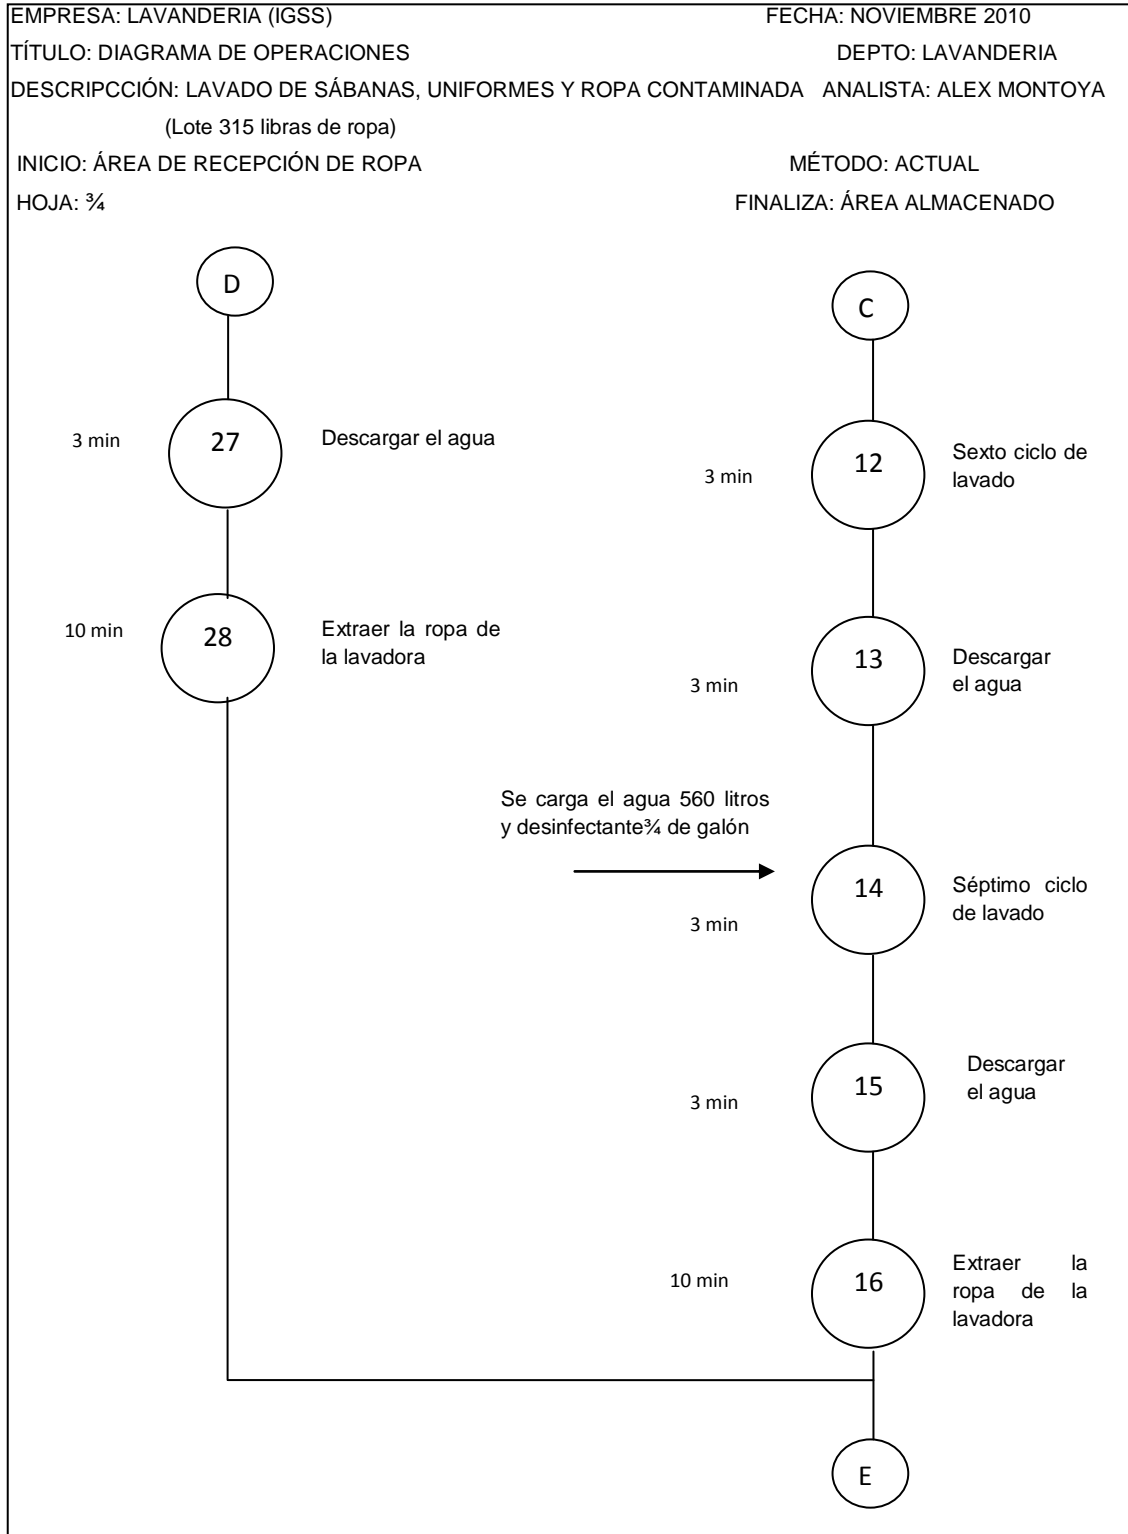 EMPRESA: LAVANDERIA (IGSS) FECHA: NOVIEMBRE 2010
TÍTULO: DIAGRAMA DE OPERACIONES DEPTO: LAVANDERIA
DESCRIPCCIÓN: LAVADO DE SÁBANAS, UNIFORMES Y ROPA CONTAMINADA ANALISTA: ALEX MONTOYA
(Lote 315 libras de ropa)
INICIO: ÁREA DE RECEPCIÓN DE ROPA MÉTODO: ACTUAL
HOJA: ¾ FINALIZA: ÁREA ALMACENADO
D
3 min
27
Descargar el agua
10 min
28
Extraer la ropa de
la lavadora
C
3 min
12
Sexto ciclo de
lavado
3 min
13
Descargar
el agua
Se carga el agua 560 litros
y desinfectante¾ de galón
3 min
14
Séptimo ciclo
de lavado
3 min
15
Descargar
el agua
10 min
16
Extraer la
ropa de la
lavadora
E